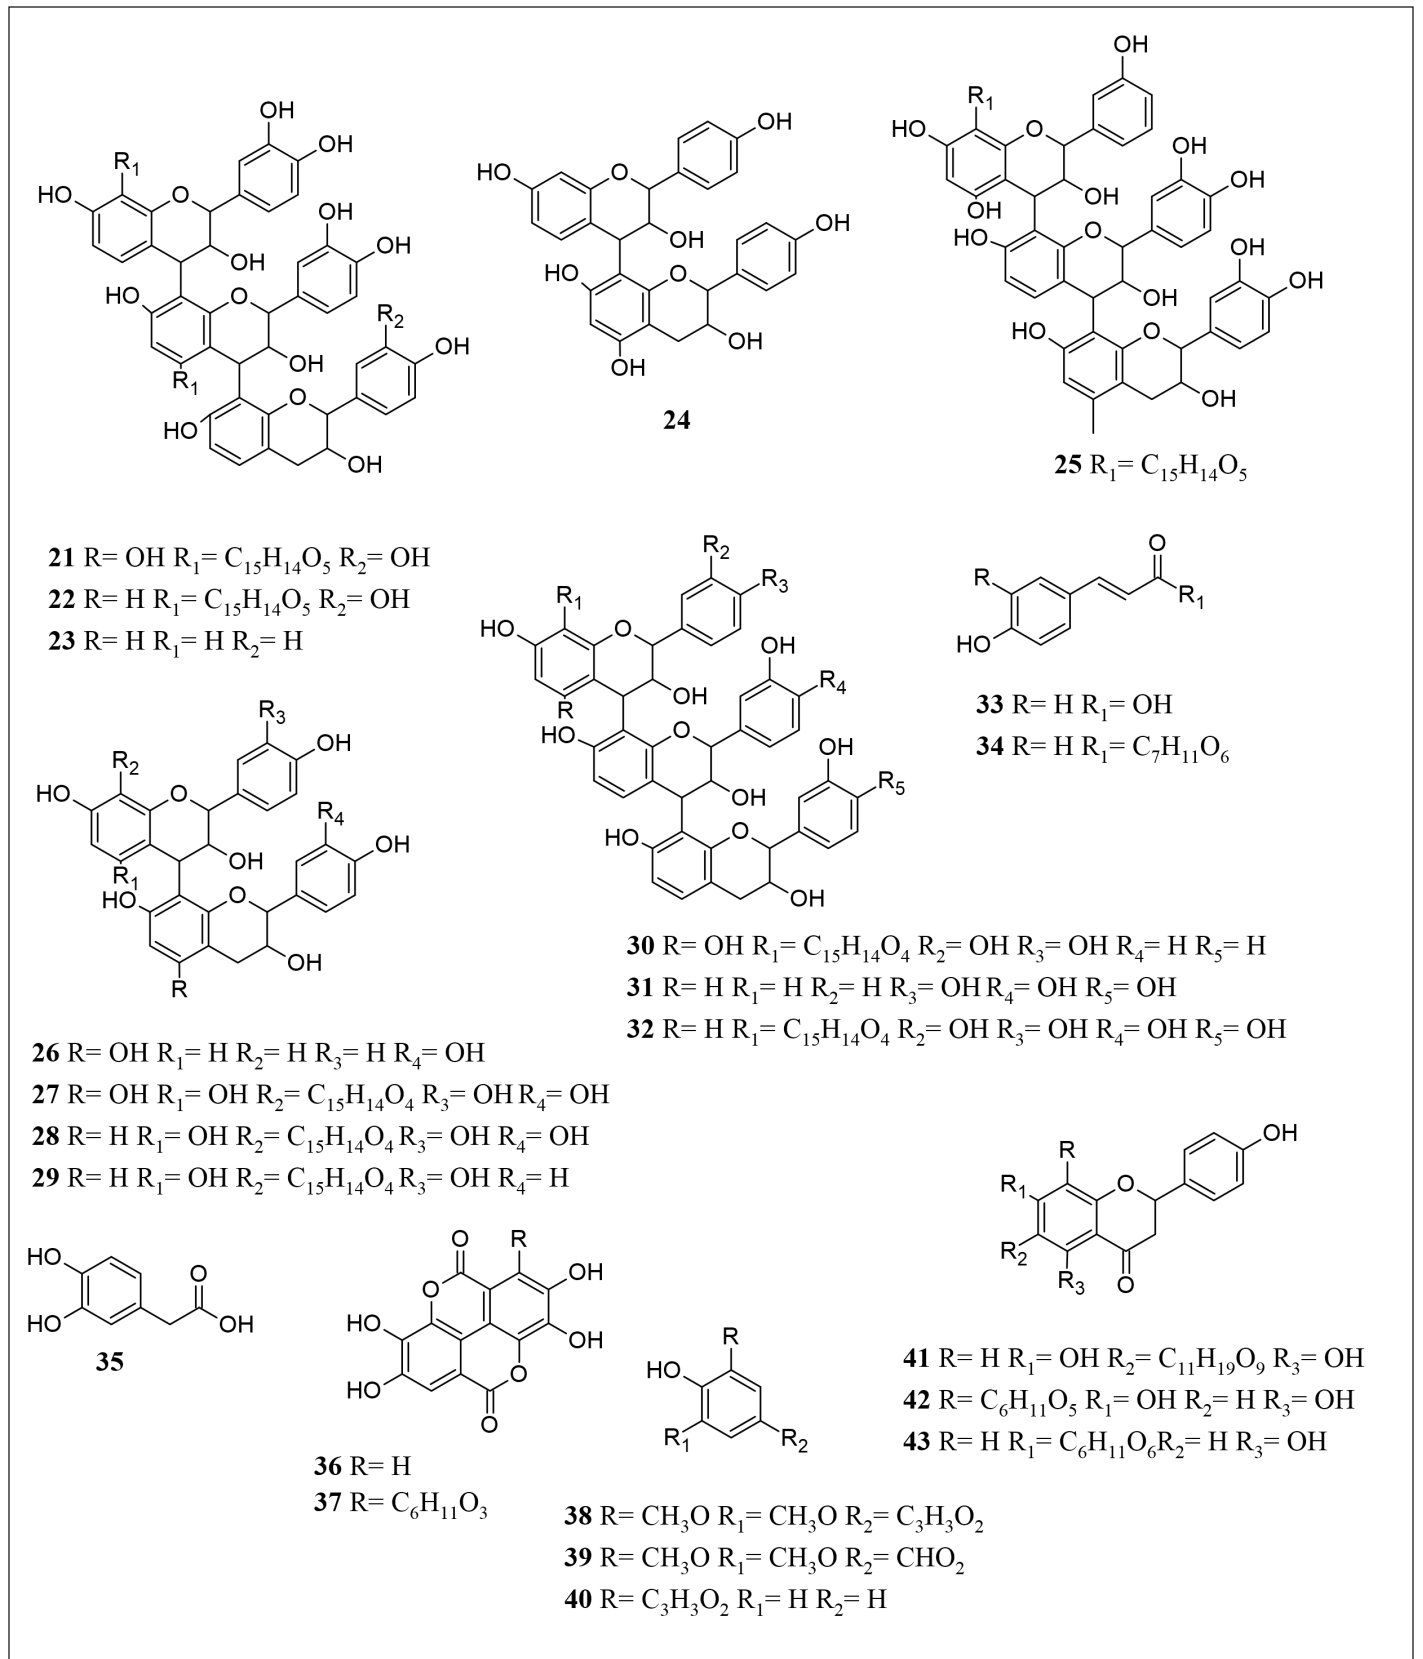 OH
OH
R1
HO
O
OH
OH
OH
HO
O
R2
OH
OH
R1
O
HO
OH
OH
HO
O
OH
OH
HO
O
OH
OH
24
OH
R1
HO
O
OH
OH
OH
OH
HO
O
OH
OH
OH
HO
O
OH
25 R1= C15H14O5
21 R= OH R1= C15H14O5 R2= OH
22 R= H R1= C15H14O5 R2= OH
23 R= H R1= H R2= H
R2
R3
R1
HO
O
OH
R4
OH
R
HO
O
OH
R5
OH
HO
O
OH
30 R= OH R1= C15H14O4 R2= OH R3= OH R4= H R5= H
31 R= H R1= H R2= H R3= OH R4= OH R5= OH
32 R= H R1= C15H14O4 R2= OH R3= OH R4= OH R5= OH
O
R
R1
HO
33 R= H R1= OH
34 R= H R1= C7H11O6
R3
OH
R2
HO
O
R4
OH
OH
R1
HO
O
OH
R
26 R= OH R1= H R2= H R3= H R4= OH
27 R= OH R1= OH R2= C15H14O4 R3= OH R4= OH
28 R= H R1= OH R2= C15H14O4 R3= OH R4= OH
29 R= H R1= OH R2= C15H14O4 R3= OH R4= H
HO
HO
O
OH
35
O
R
O
OH
HO
OH
HO
O
O
36 R= H
37 R= C6H11O3
R
HO
R1
R2
38 R= CH3O R1= CH3O R2= C3H3O2
39 R= CH3O R1= CH3O R2= CHO2
40 R= C3H3O2 R1= H R2= H
OH
R
R1
O
R2
R3
O
41 R= H R1= OH R2= C11H19O9 R3= OH
42 R= C6H11O5 R1= OH R2= H R3= OH
43 R= H R1= C6H11O6 R2= H R3= OH